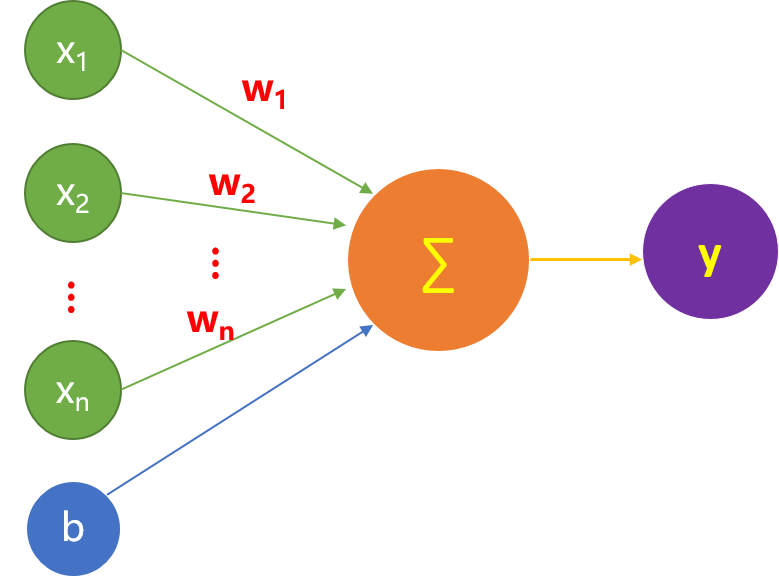 x₁
w₁
x₂
w₂
∑
y
⋮
⋮
wₙ
xₙ
b